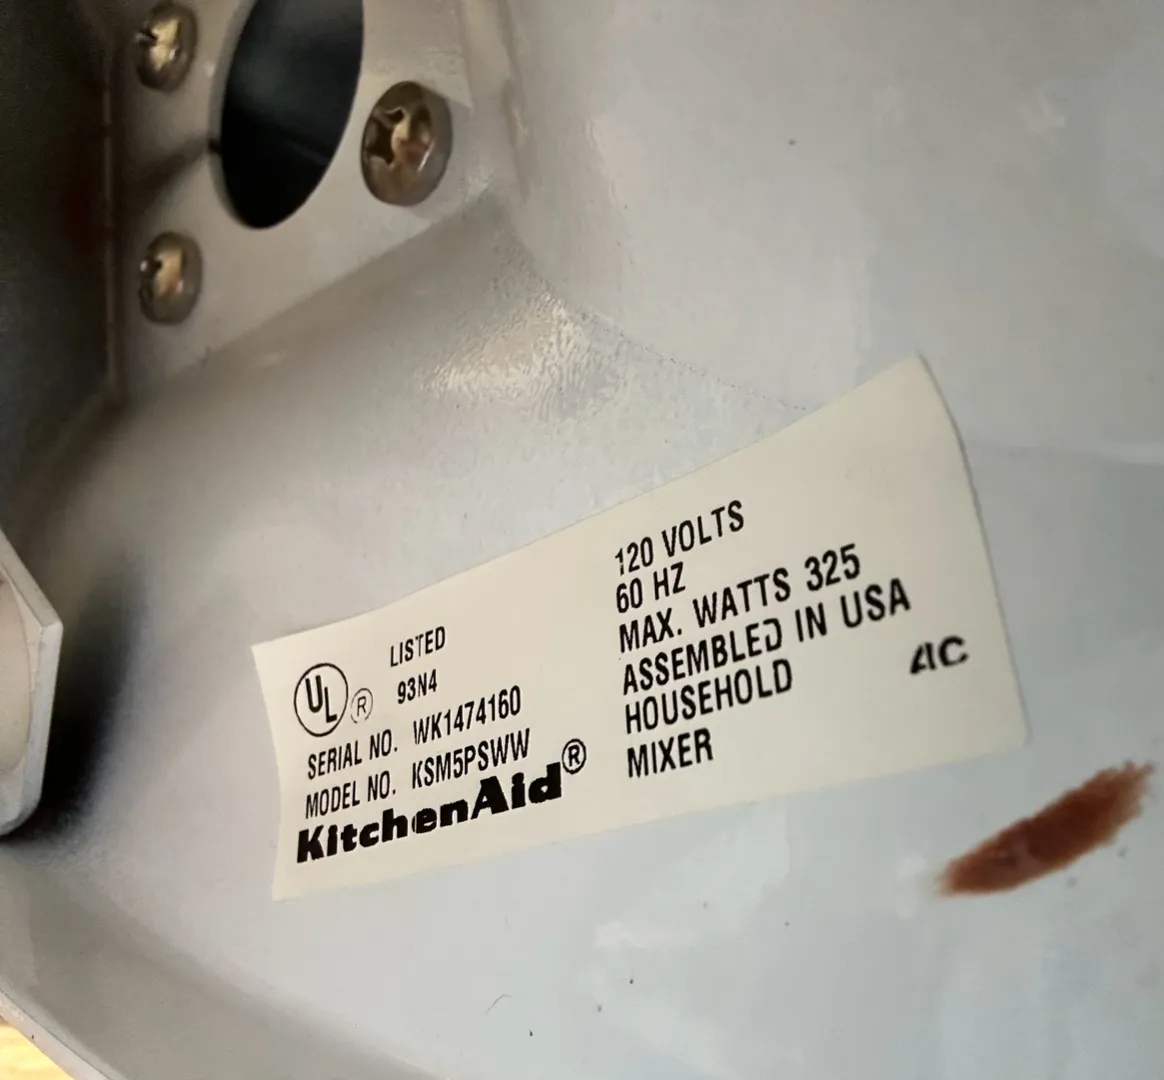 UL ®
LISTED
93N4
SERIAL NO. WK1474160
MODEL NO. KSM5PSWW
KitchenAid®
120 VOLTS
60 HZ
MAX. WATTS 325
ASSEMBLED IN USA
HOUSEHOLD
MIXER
4C